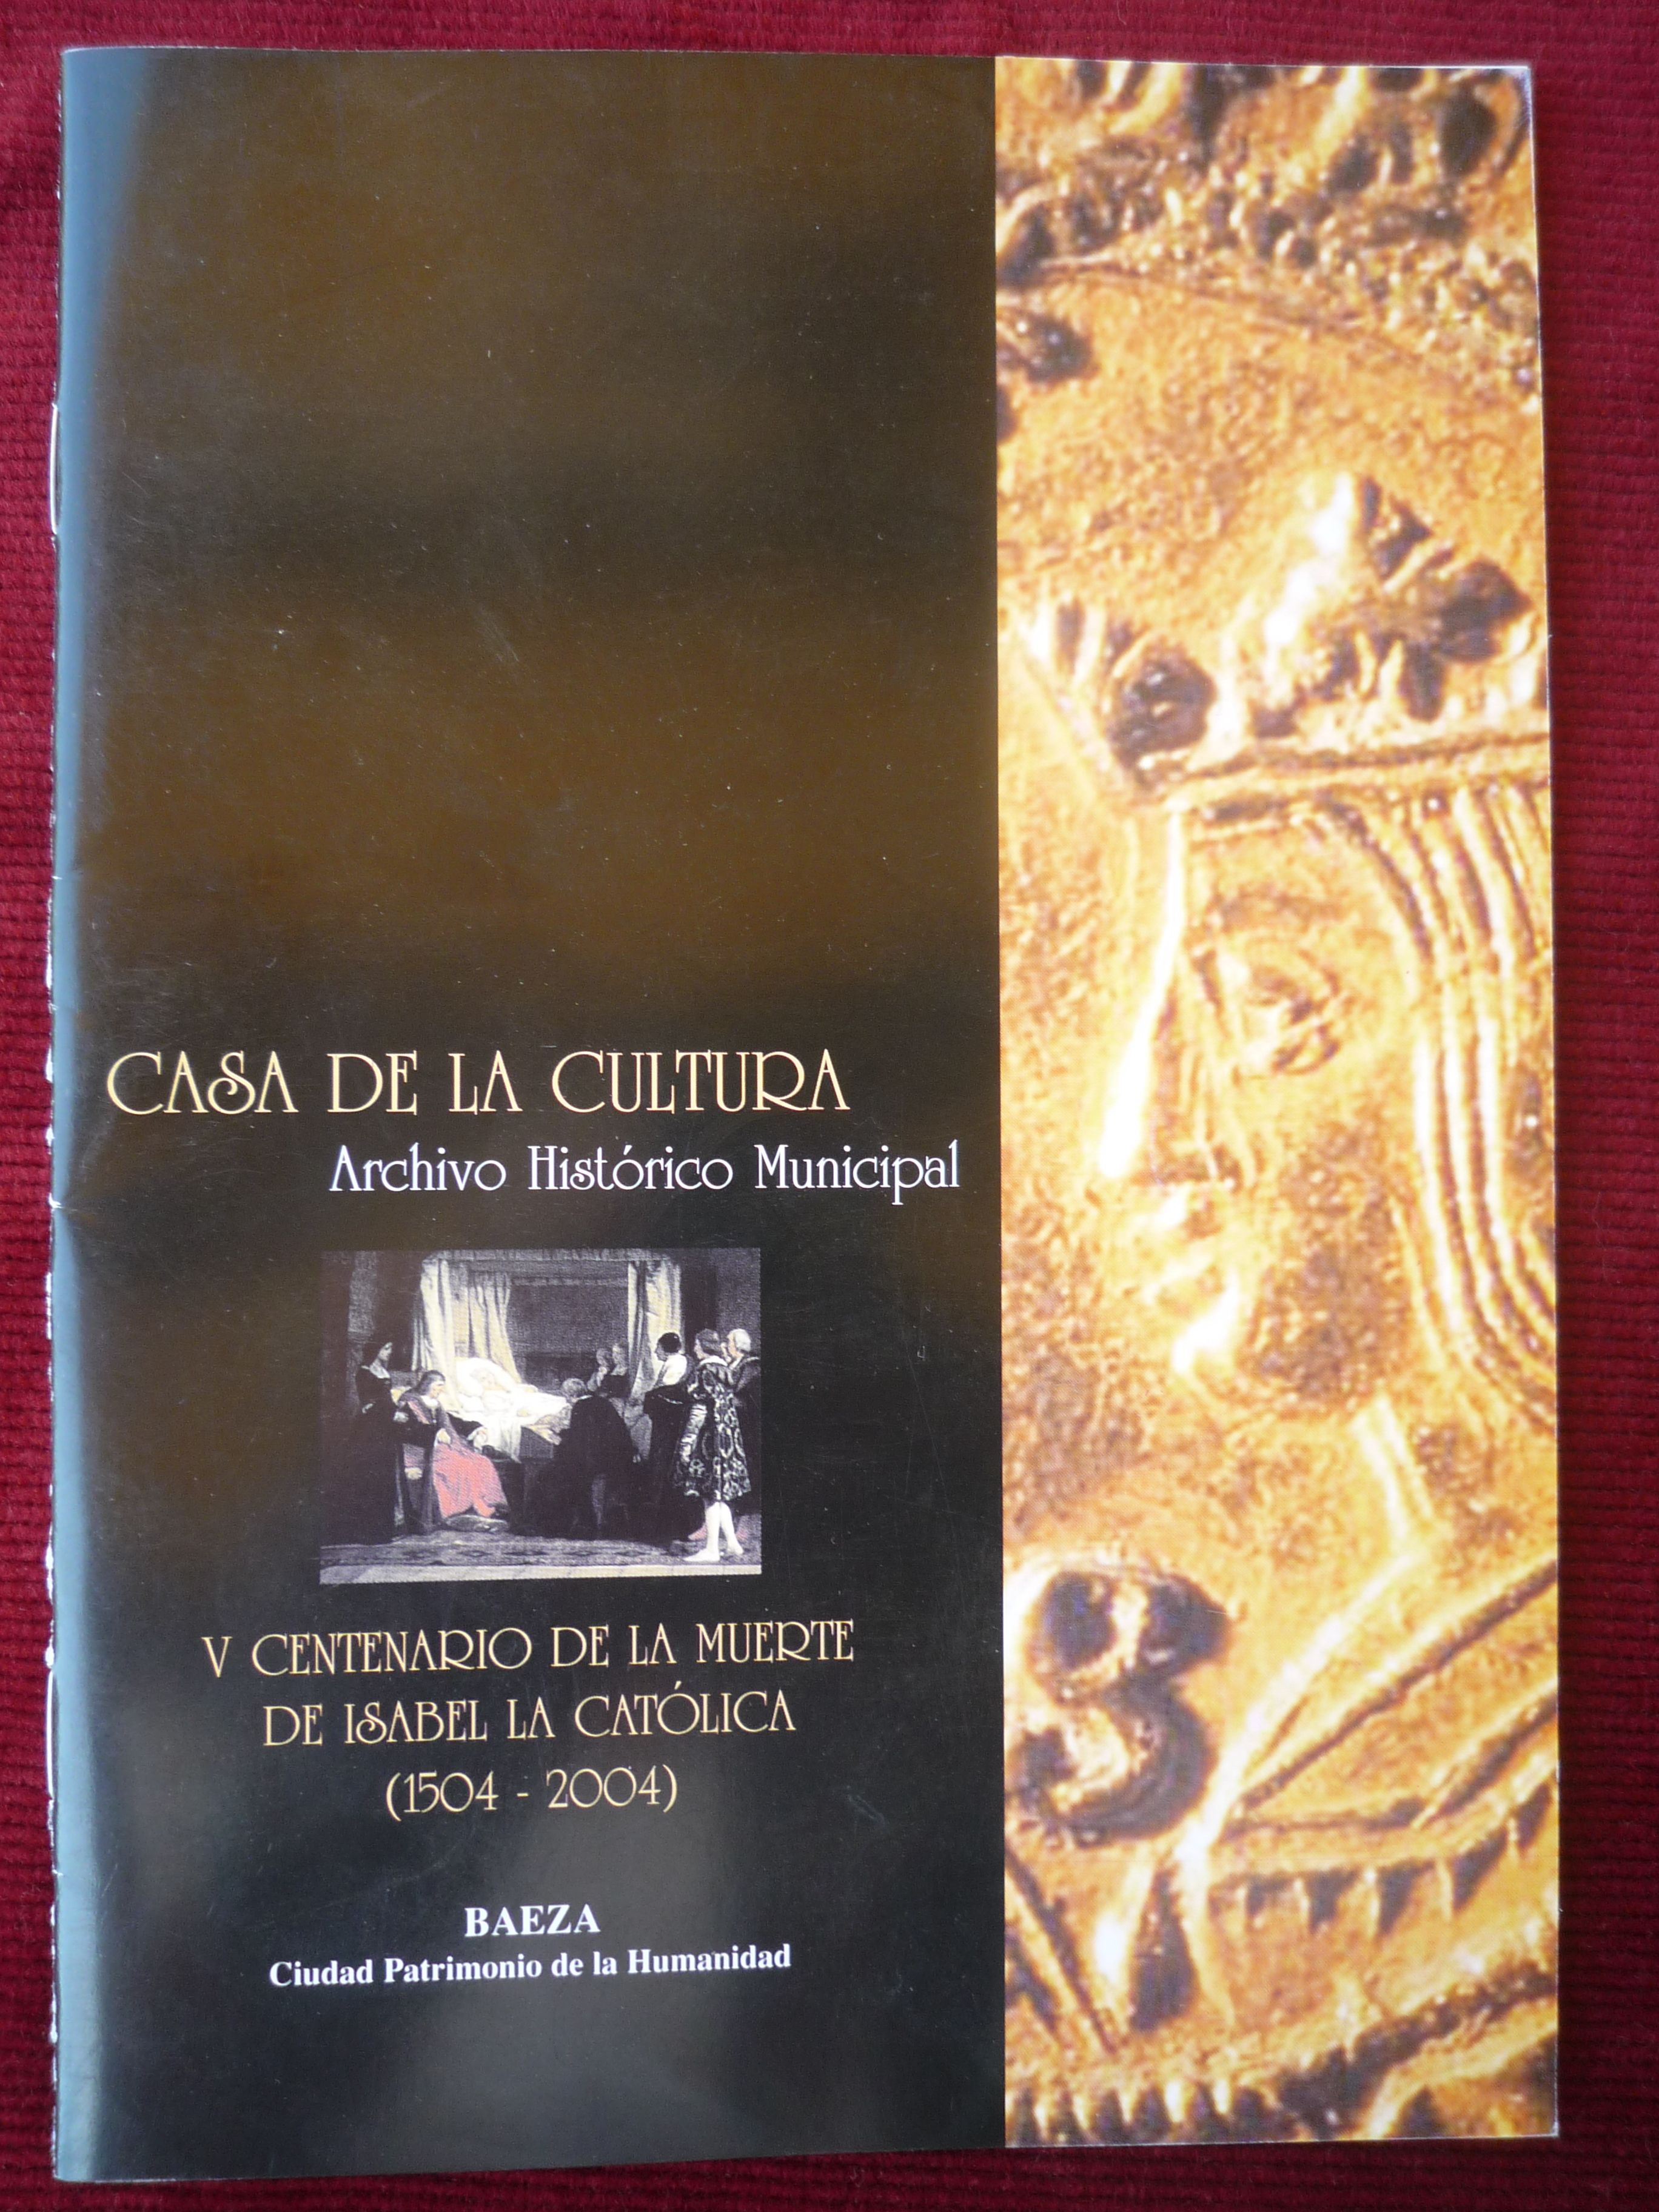 CASA DE LA CULTURA
Archivo Histórico Municipal
V CENTENARIO DE LA MUERTE
DE ISABEL LA CATÓLICA
(1504 - 2004)
BAEZA
Ciudad Patrimonio de la Humanidad